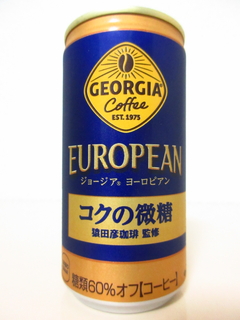 GEORGIA
Coffee
EST. 1975
EUROPEAN
ジョージア® ヨーロピアン
コクの微糖
猿田彦珈琲 監修
糖類60%オフ【コーヒー】